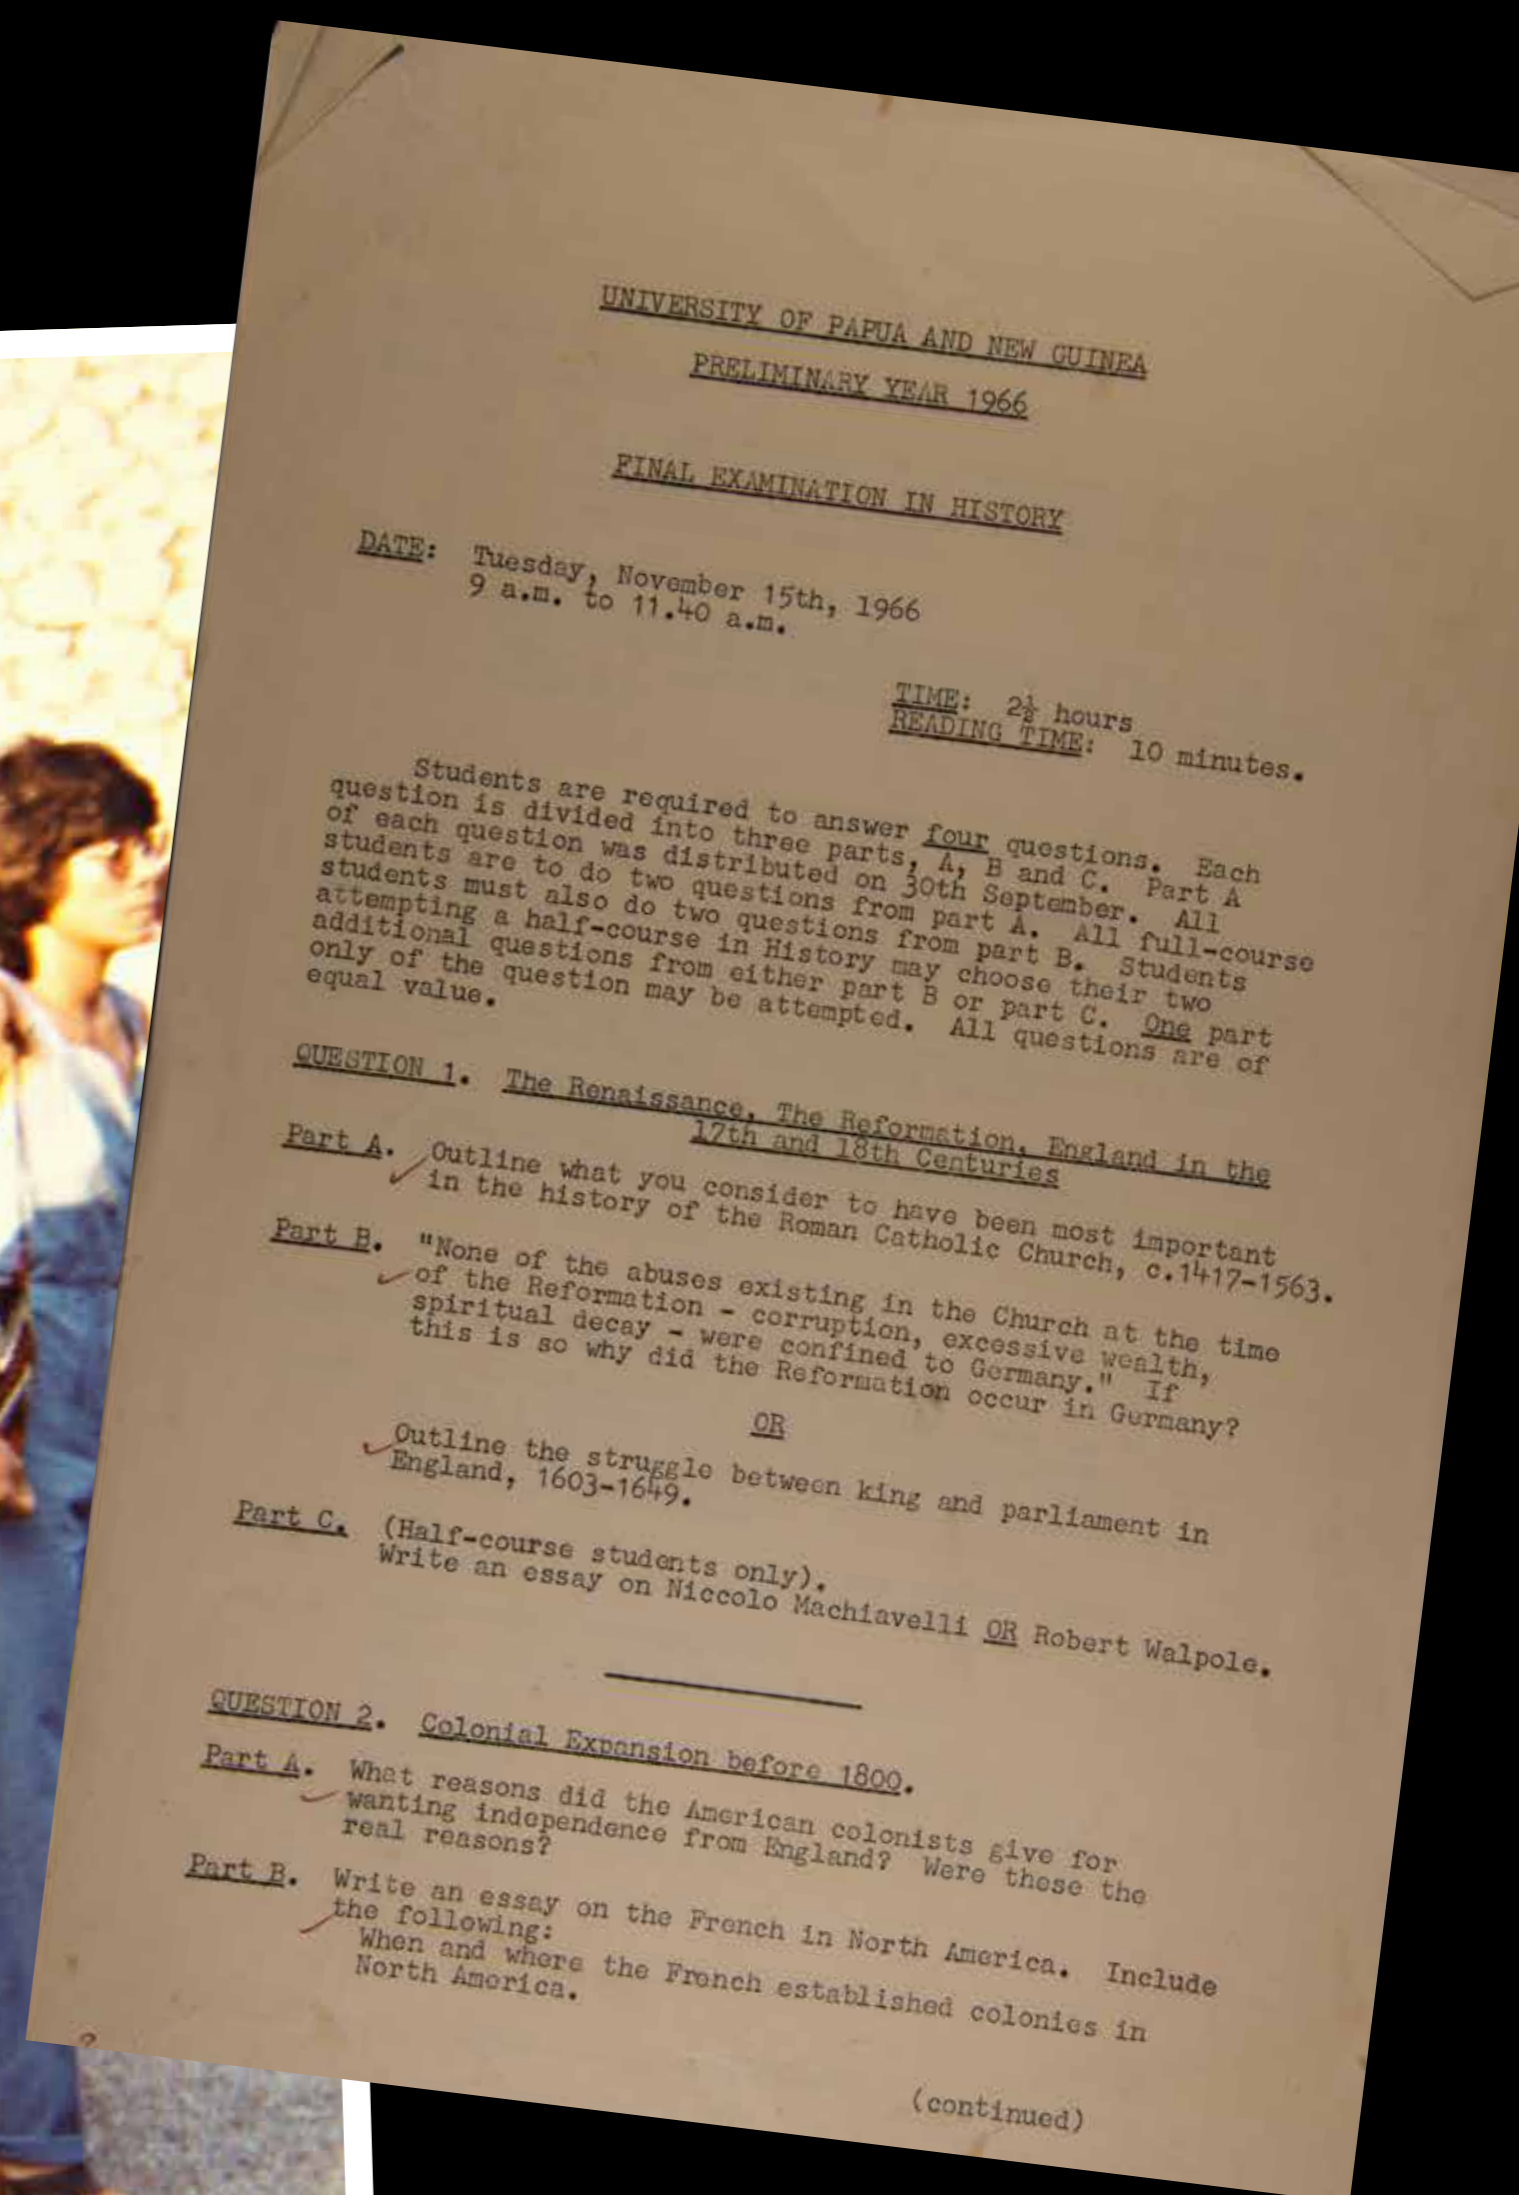 UNIVERSITY OF PAPUA AND NEW GUINEA
PRELIMINARY YEAR 1966
FINAL EXAMINATION IN HISTORY
DATE: Tuesday, November 15th, 1966
9 a.m. to 11.40 a.m.
TIME: 2½ hours
READING TIME: 10 minutes.
Students are required to answer four questions. Each
question is divided into three parts, A, B and C. Part A
of each question was distributed on 30th September. All
students are to do two questions from part A. All full-course
students must also do two questions from part B. Students
attempting a half-course in History may choose their two
additional questions from either part B or part C. One part
only of the question may be attempted. All questions are of
equal value.
QUESTION 1. The Renaissance, The Reformation, England in the
17th and 18th Centuries
Part A. Outline what you consider to have been most important
in the history of the Roman Catholic Church, c.1417-1563.
Part B. "None of the abuses existing in the Church at the time
of the Reformation - corruption, excessive wealth,
spiritual decay - were confined to Germany." If
this is so why did the Reformation occur in Germany?
OR
Outline the struggle between king and parliament in
England, 1603-1649.
Part C. (Half-course students only).
Write an essay on Niccolo Machiavelli OR Robert Walpole.
QUESTION 2. Colonial Expansion before 1800.
Part A. What reasons did the American colonists give for
wanting independence from England? Were these the
real reasons?
Part B. Write an essay on the French in North America. Include
the following:
When and where the French established colonies in
North America.
(continued)